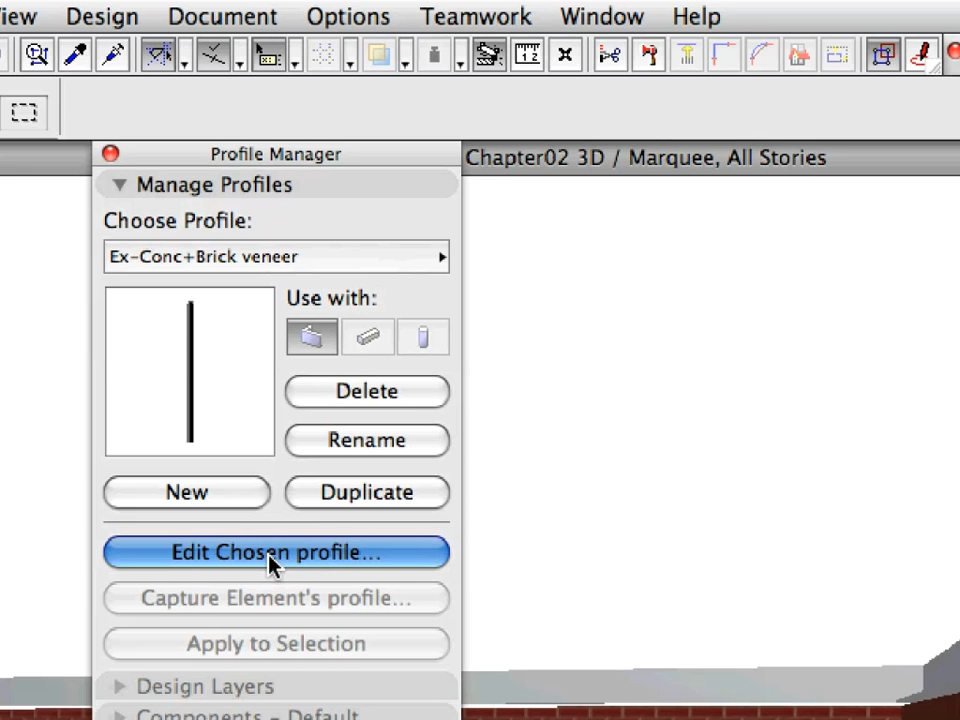 iew Design Document Options Teamwork Window Help
Profile Manager
Chapter02 3D / Marquee, All Stories
Manage Profiles
Choose Profile:
Ex-Conc+Brick veneer
Use with:
Delete
Rename
New Duplicate
Edit Chosen profile...
Capture Element's profile...
Apply to Selection
Design Layers
Components - Default